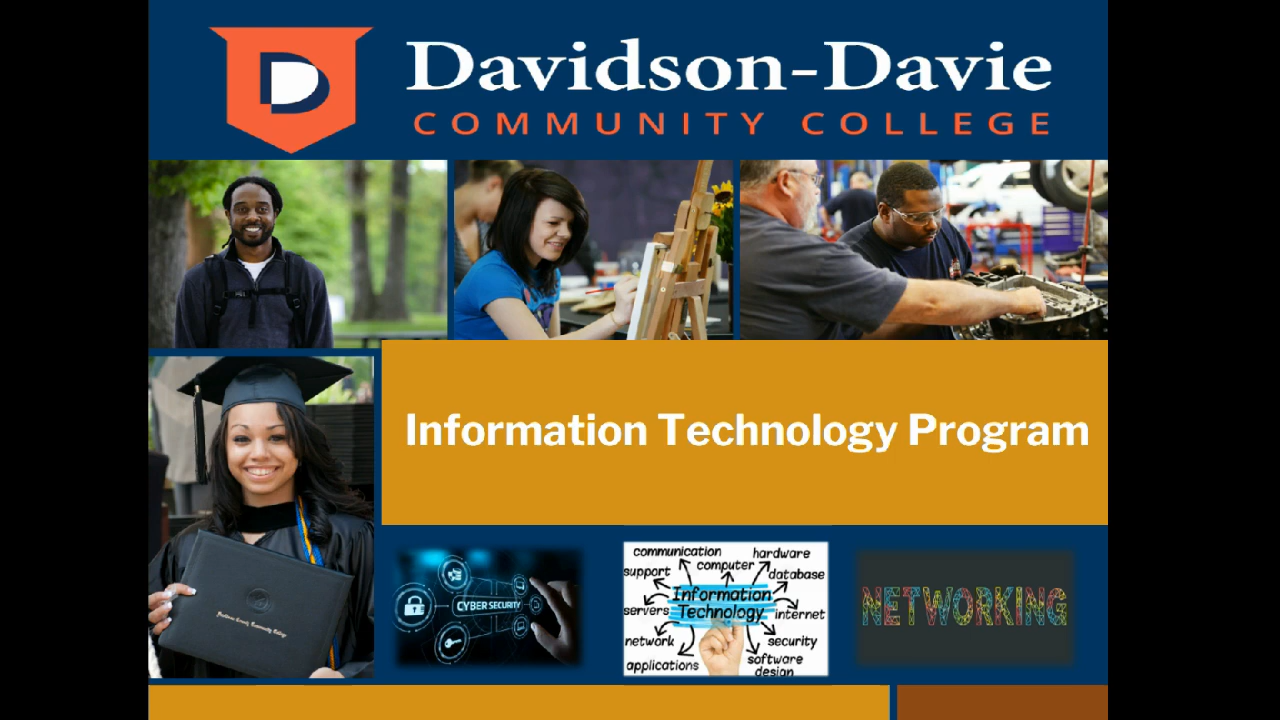 D
Davidson-Davie
COMMUNITY COLLEGE
Information Technology Program
CYBER SECURITY
communication
hardware
support
computer
database
Information
Technology
servers
internet
network
security
applications
software
design
NETWORKING